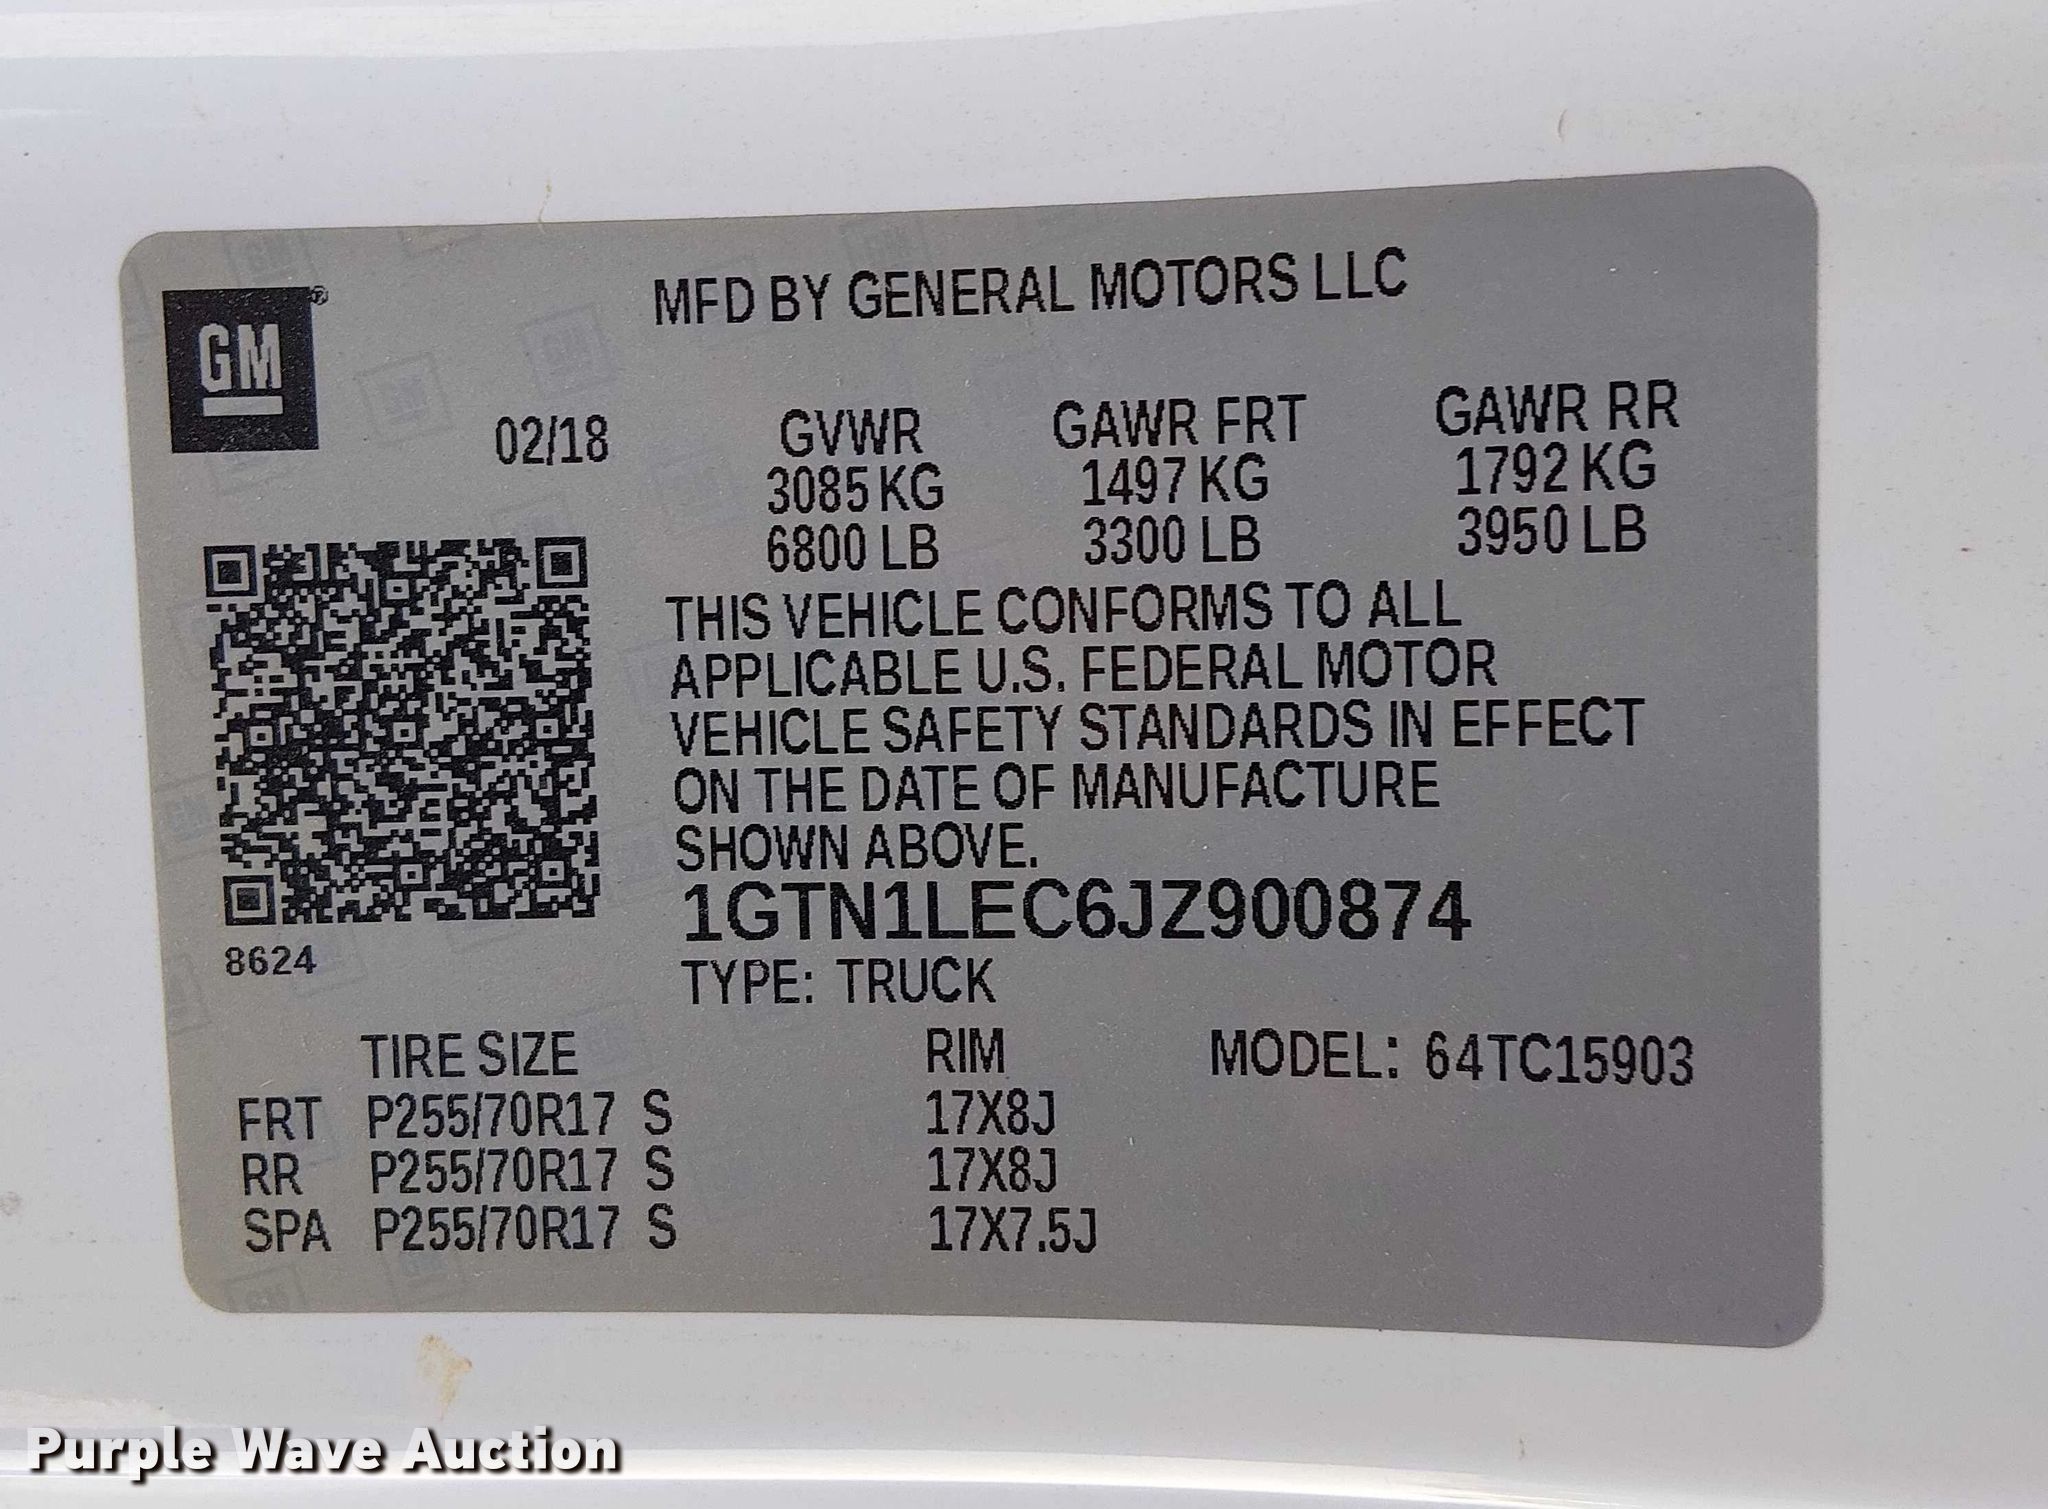 GM®
MFD BY GENERAL MOTORS LLC
02/18 GVWR GAWR FRT GAWR RR
3085 KG 1497 KG 1792 KG
6800 LB 3300 LB 3950 LB
THIS VEHICLE CONFORMS TO ALL
APPLICABLE U.S. FEDERAL MOTOR
VEHICLE SAFETY STANDARDS IN EFFECT
ON THE DATE OF MANUFACTURE
SHOWN ABOVE.
1GTN1LEC6JZ900874
8624
TYPE: TRUCK
TIRE SIZE RIM MODEL: 64TC15903
FRT P255/70R17 S 17X8J
RR P255/70R17 S 17X8J
SPA P255/70R17 S 17X7.5J
Purple Wave Auction